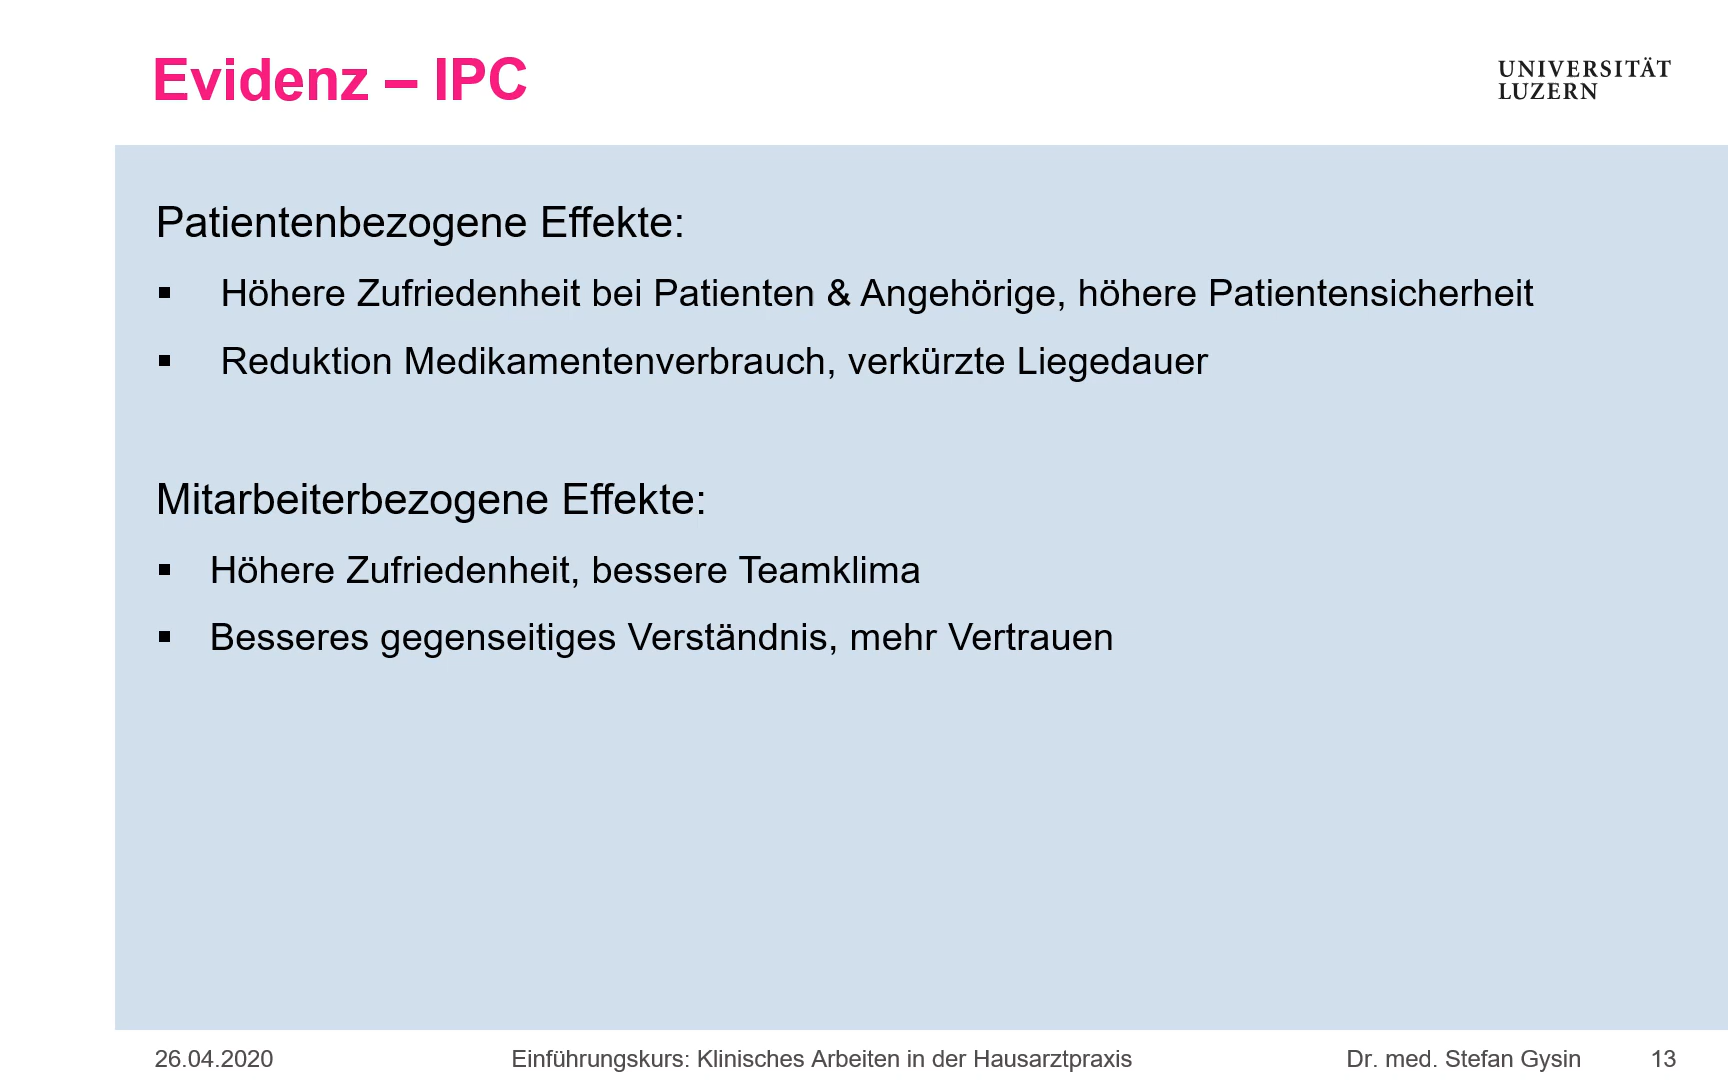 Evidenz – IPC
UNIVERSITÄT
LUZERN
Patientenbezogene Effekte:
▪ Höhere Zufriedenheit bei Patienten & Angehörige, höhere Patientensicherheit
▪ Reduktion Medikamentenverbrauch, verkürzte Liegedauer
Mitarbeiterbezogene Effekte:
▪ Höhere Zufriedenheit, bessere Teamklima
▪ Besseres gegenseitiges Verständnis, mehr Vertrauen
26.04.2020 Einführungskurs: Klinisches Arbeiten in der Hausarztpraxis Dr. med. Stefan Gysin 13